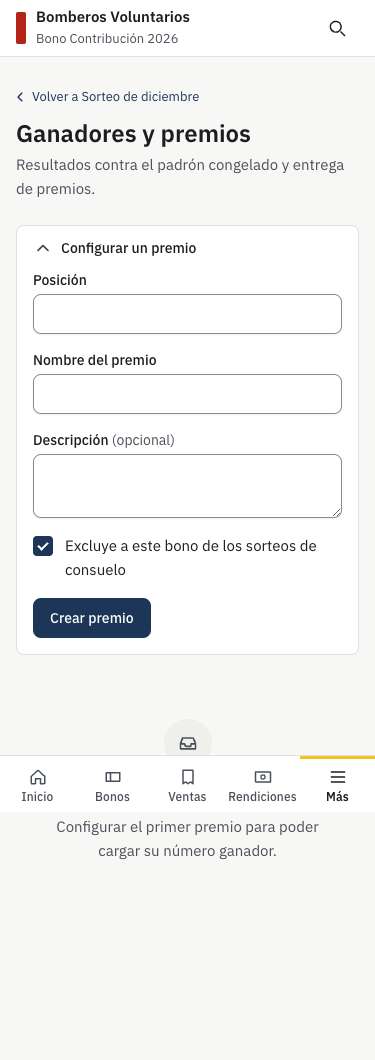 Bomberos Voluntarios
Bono Contribución 2026
Volver a Sorteo de diciembre
Ganadores y premios
Resultados contra el padrón congelado y entrega
de premios.
Configurar un premio
Posición
Nombre del premio
Descripción (opcional)
Excluye a este bono de los sorteos de
consuelo
Crear premio
Inicio
Bonos
Ventas
Rendiciones
Más
Configurar el primer premio para poder
cargar su número ganador.